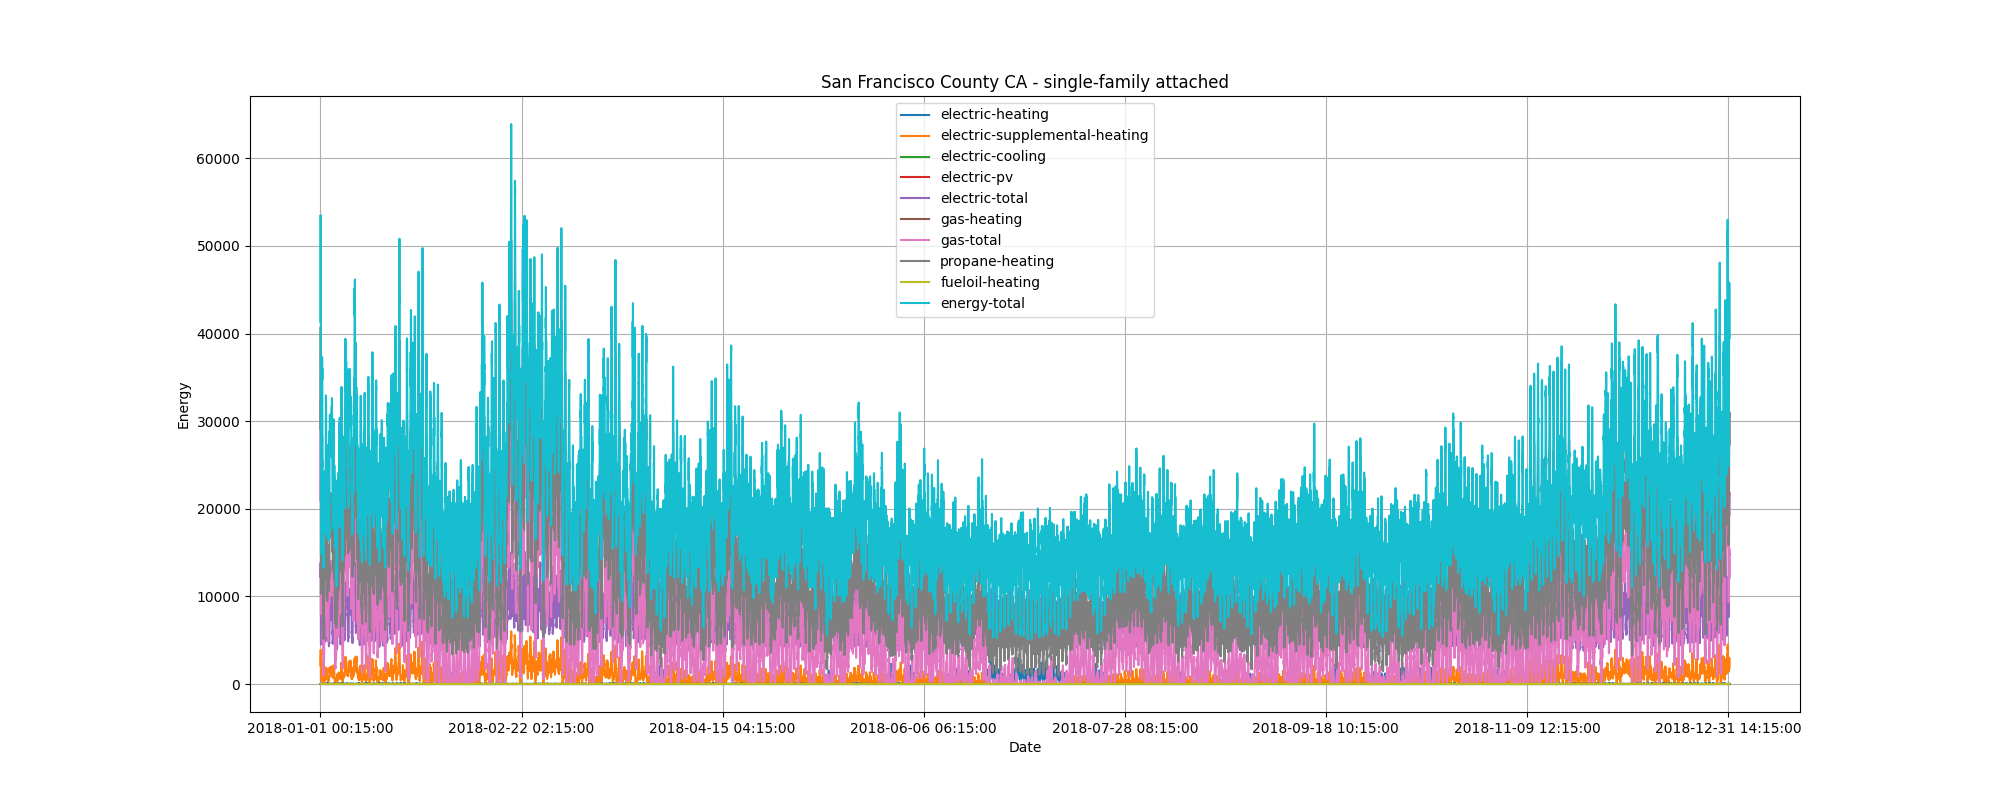 San Francisco County CA - single-family attached
electric-heating
electric-supplemental-heating
electric-cooling
electric-pv
electric-total
gas-heating
gas-total
propane-heating
fueloil-heating
energy-total
Energy
60000
50000
40000
30000
20000
10000
0
2018-01-01 00:15:00 2018-02-22 02:15:00 2018-04-15 04:15:00 2018-06-06 06:15:00 2018-07-28 08:15:00 2018-09-18 10:15:00 2018-11-09 12:15:00 2018-12-31 14:15:00
Date